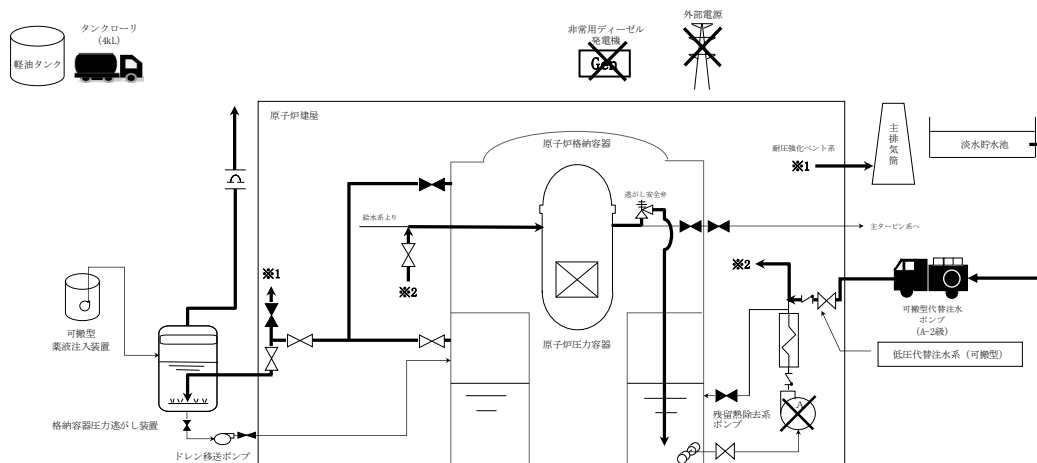 外部電源
非常用ディーゼル
発電機
Gen
タンクローリ
(4kL)
軽油タンク
原子炉建屋
原子炉格納容器
主排気筒
耐圧強化ベント系
※1
淡水貯水池
逃がし安全弁
給水系より
主タービン系へ
※1
※2
※2
可搬型
薬液注入装置
可搬型代替注水
ポンプ
(A-2級)
原子炉圧力容器
低圧代替注水系（可搬型）
A
残留熱除去系
ポンプ
格納容器圧力逃がし装置
ドレン移送ポンプ